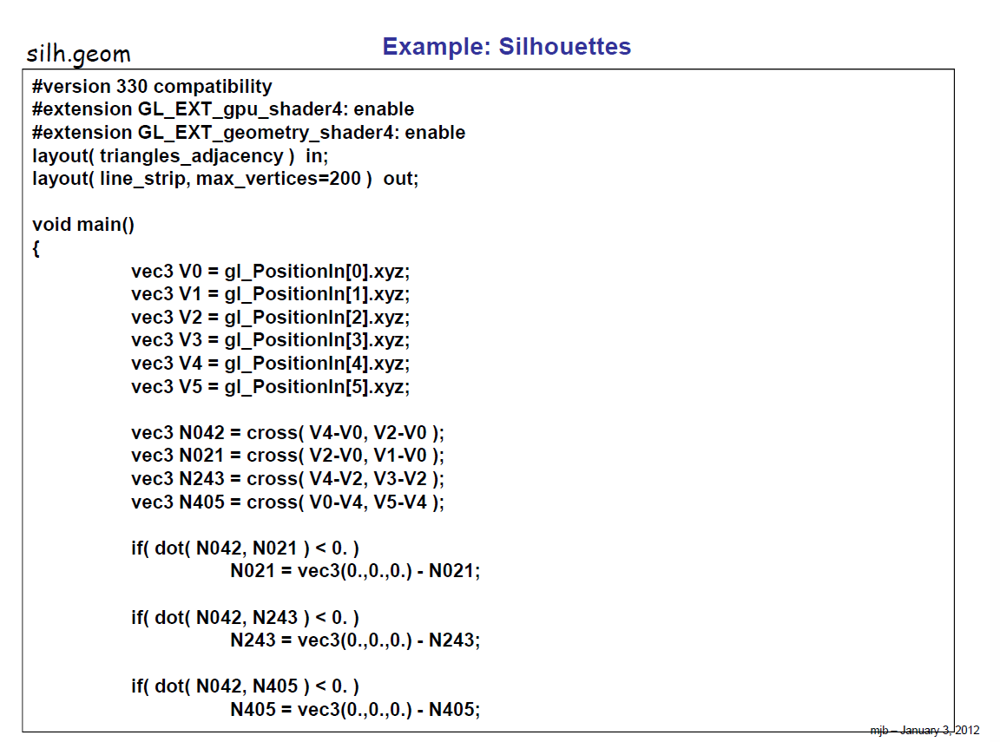 silh.geom
Example: Silhouettes
#version 330 compatibility
#extension GL_EXT_gpu_shader4: enable
#extension GL_EXT_geometry_shader4: enable
layout( triangles_adjacency )  in;
layout( line_strip, max_vertices=200 )  out;
void main()
{
vec3 V0 = gl_PositionIn[0].xyz;
vec3 V1 = gl_PositionIn[1].xyz;
vec3 V2 = gl_PositionIn[2].xyz;
vec3 V3 = gl_PositionIn[3].xyz;
vec3 V4 = gl_PositionIn[4].xyz;
vec3 V5 = gl_PositionIn[5].xyz;
vec3 N042 = cross( V4-V0, V2-V0 );
vec3 N021 = cross( V2-V0, V1-V0 );
vec3 N243 = cross( V4-V2, V3-V2 );
vec3 N405 = cross( V0-V4, V5-V4 );
if( dot( N042, N021 ) < 0. )
N021 = vec3(0.,0.,0.) - N021;
if( dot( N042, N243 ) < 0. )
N243 = vec3(0.,0.,0.) - N243;
if( dot( N042, N405 ) < 0. )
N405 = vec3(0.,0.,0.) - N405;
mjb – January 3, 2012